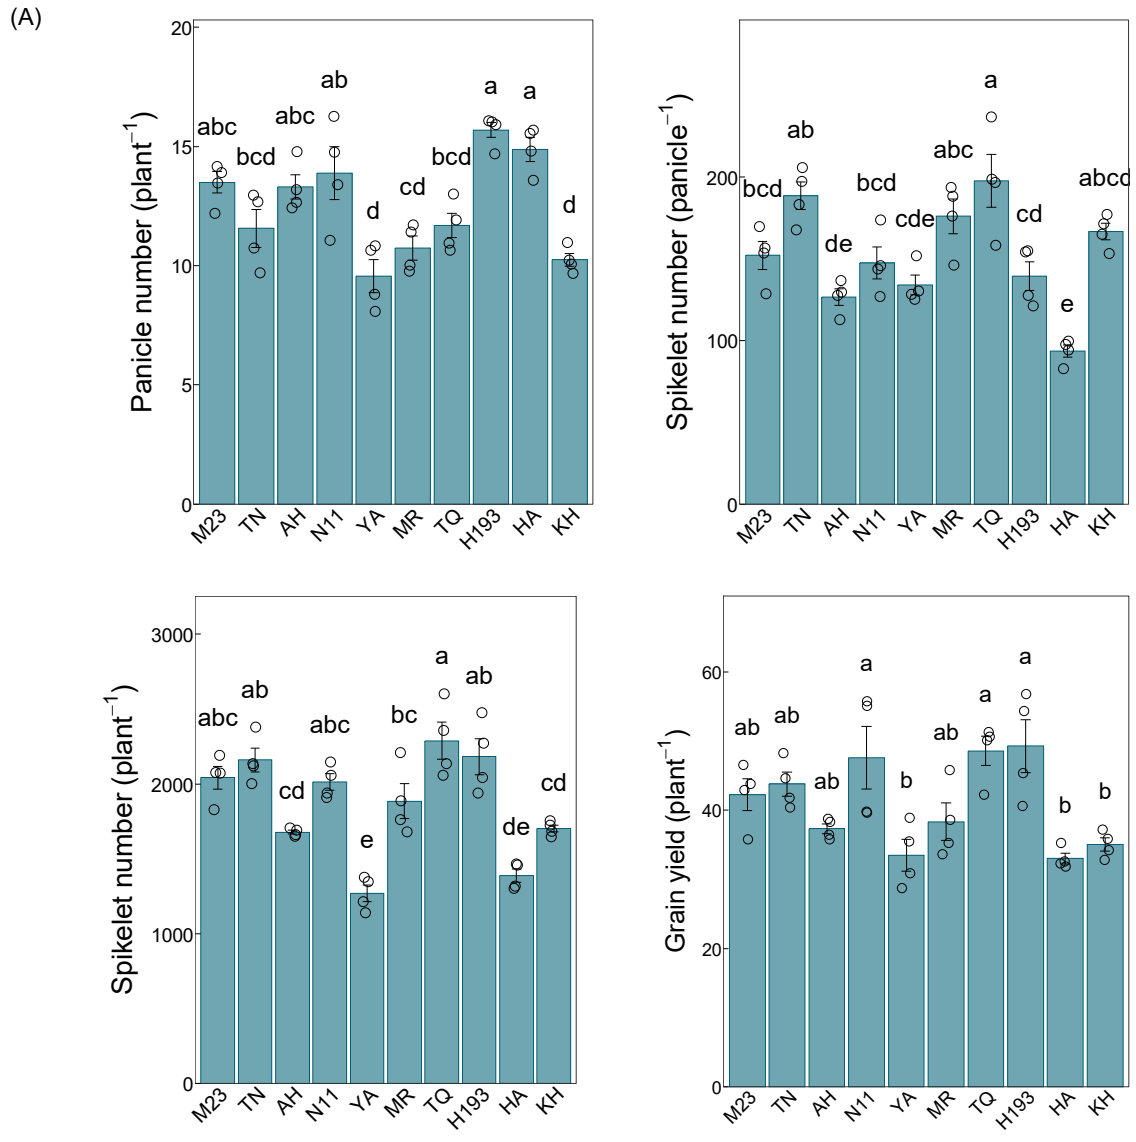 (A)
Panicle number (plant⁻¹)
20
15
10
5
0
abc
bcd
abc
ab
d
cd
bcd
a
a
d
M23
TN
AH
N11
YA
MR
TQ
H193
HA
KH
Spikelet number (panicle⁻¹)
200
100
0
bcd
ab
de
bcd
cde
abc
a
cd
e
abcd
M23
TN
AH
N11
YA
MR
TQ
H193
HA
KH
Spikelet number (plant⁻¹)
3000
2000
1000
0
abc
ab
cd
abc
e
bc
a
ab
de
cd
M23
TN
AH
N11
YA
MR
TQ
H193
HA
KH
Grain yield (plant⁻¹)
60
40
20
0
ab
ab
ab
a
b
ab
a
a
b
b
M23
TN
AH
N11
YA
MR
TQ
H193
HA
KH